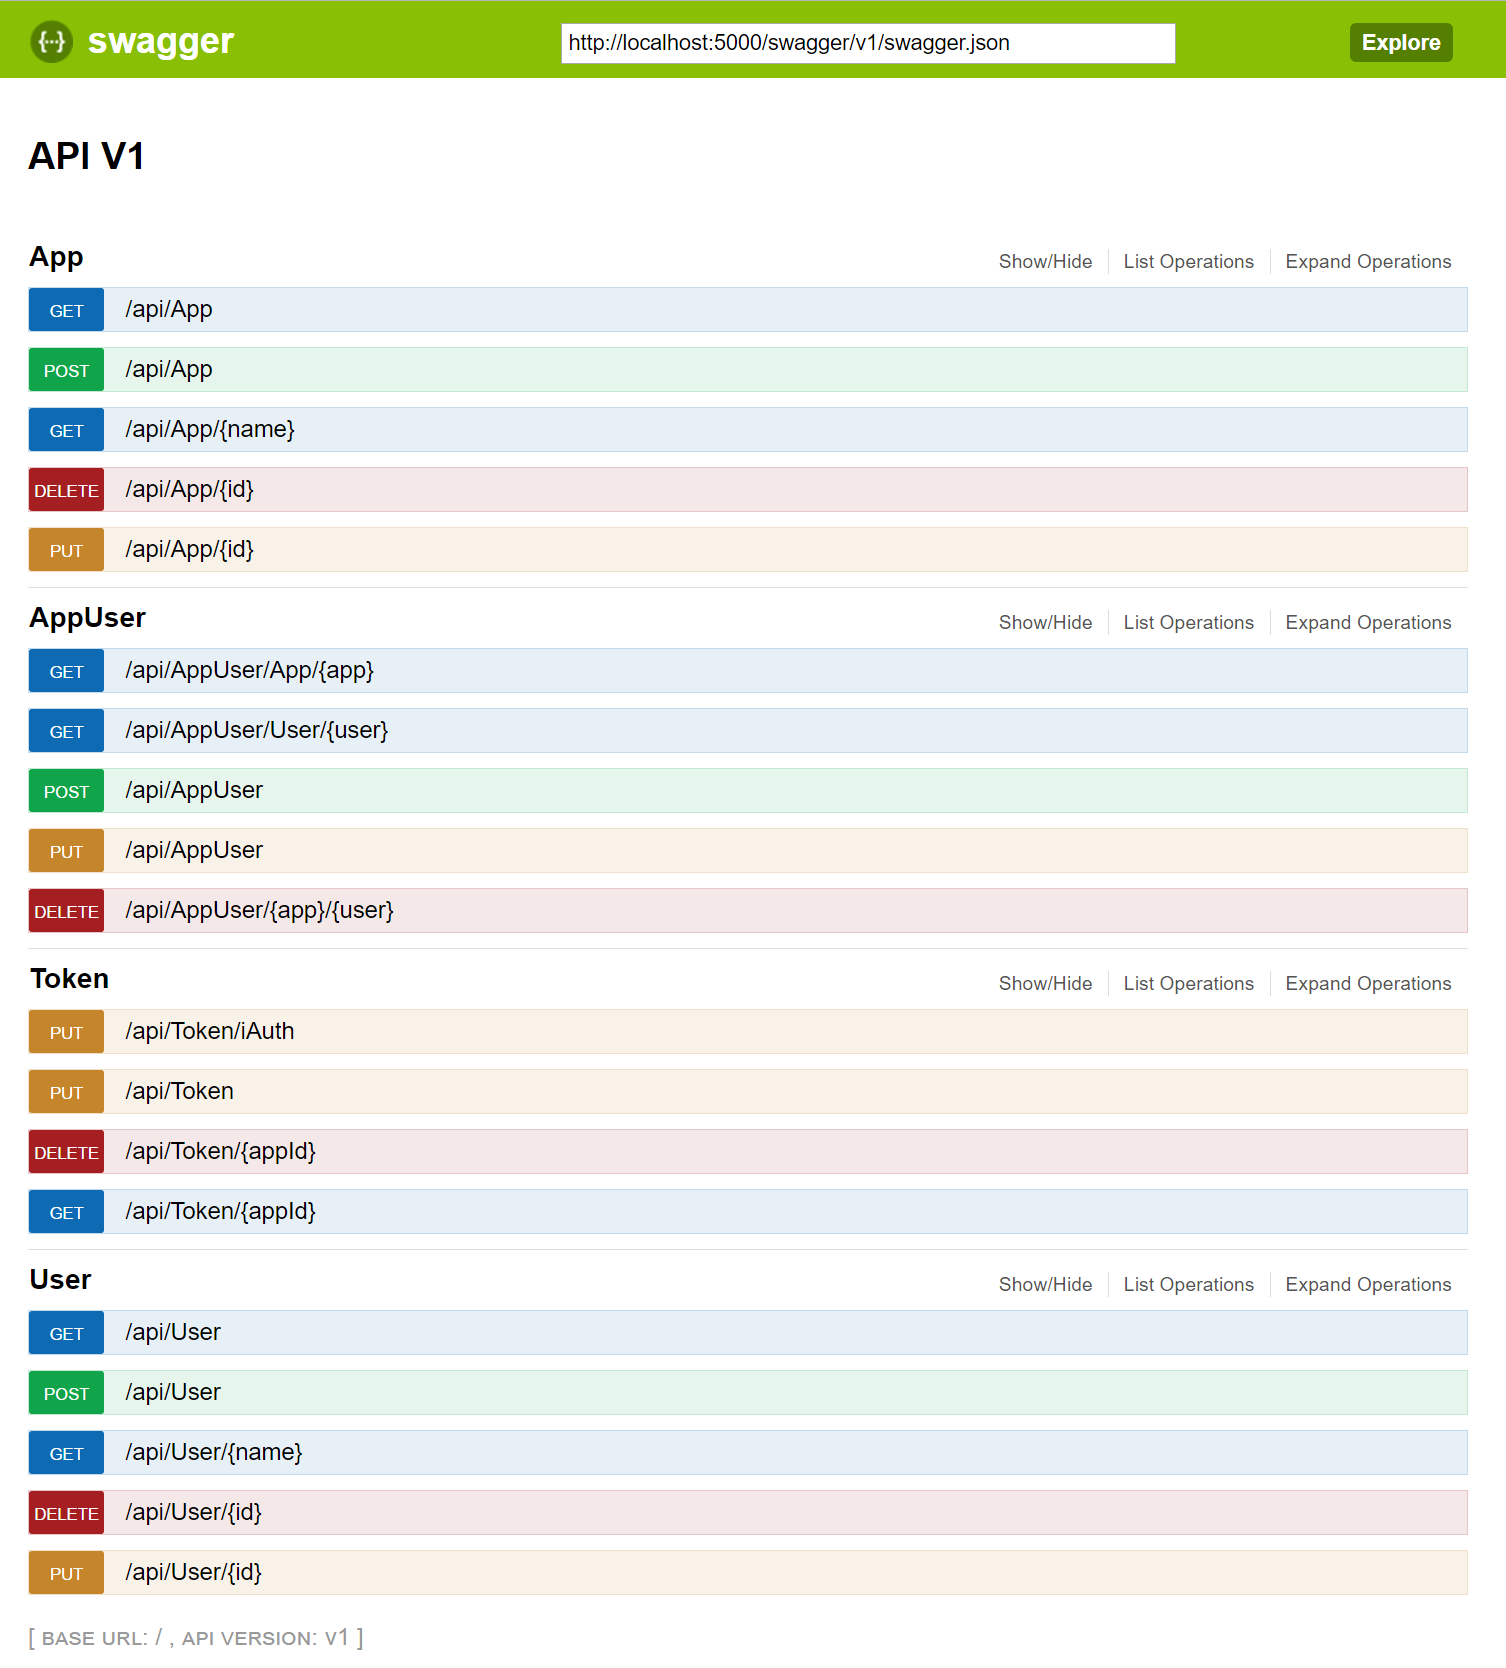 {···} swagger http://localhost:5000/swagger/v1/swagger.json Explore
API V1
App Show/Hide List Operations Expand Operations
GET /api/App
POST /api/App
GET /api/App/{name}
DELETE /api/App/{id}
PUT /api/App/{id}
AppUser Show/Hide List Operations Expand Operations
GET /api/AppUser/App/{app}
GET /api/AppUser/User/{user}
POST /api/AppUser
PUT /api/AppUser
DELETE /api/AppUser/{app}/{user}
Token Show/Hide List Operations Expand Operations
PUT /api/Token/iAuth
PUT /api/Token
DELETE /api/Token/{appId}
GET /api/Token/{appId}
User Show/Hide List Operations Expand Operations
GET /api/User
POST /api/User
GET /api/User/{name}
DELETE /api/User/{id}
PUT /api/User/{id}
[ BASE URL: / , API VERSION: V1 ]